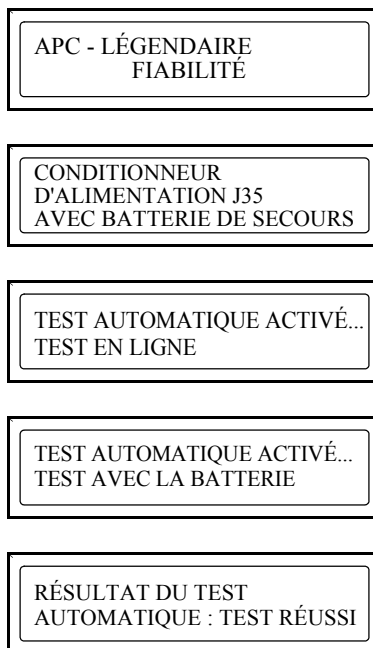 APC - LÉGENDAIRE
FIABILITÉ
CONDITIONNEUR
D'ALIMENTATION J35
AVEC BATTERIE DE SECOURS
TEST AUTOMATIQUE ACTIVÉ...
TEST EN LIGNE
TEST AUTOMATIQUE ACTIVÉ...
TEST AVEC LA BATTERIE
RÉSULTAT DU TEST
AUTOMATIQUE : TEST RÉUSSI